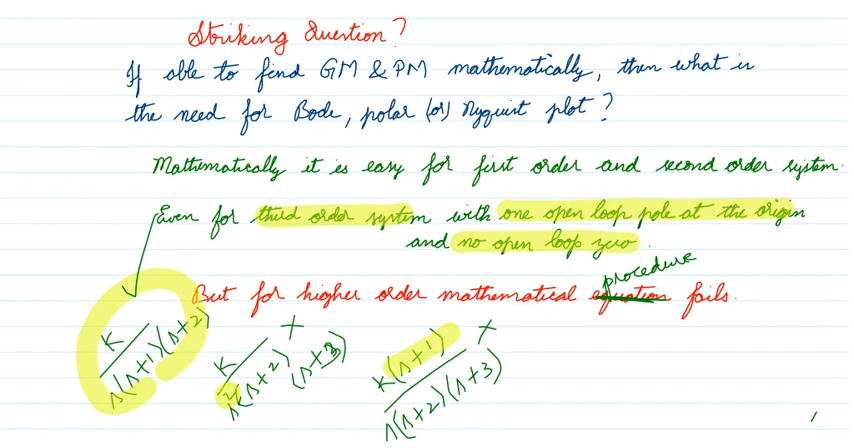 Striking Question?
If able to find GM & PM mathematically, then what is
the need for Bode, polar (or) Nyquist plot?
Mathematically it is easy for first order and second order system.
Even for third order system with one open loop pole at the origin
and no open loop zero.
procedure
But for higher order mathematical equation fails.
K
s(s+1)(s+2)
K X
s²(s+2)(s+3)
K(s+1) X
s(s+2)(s+3)